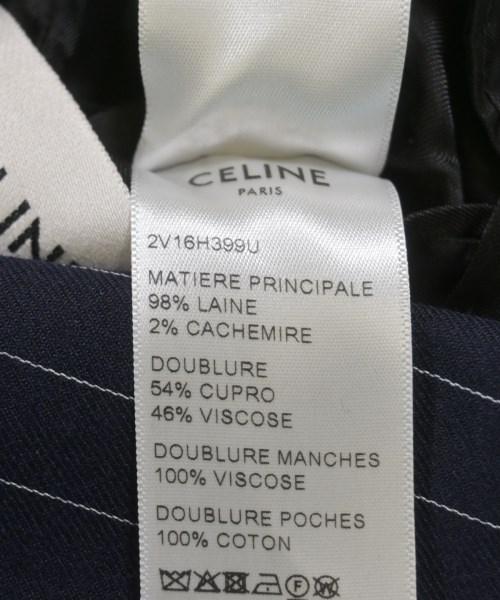 CELINE
PARIS
2V16H399U
MATIERE PRINCIPALE
98% LAINE
2% CACHEMIRE
DOUBLURE
54% CUPRO
46% VISCOSE
DOUBLURE MANCHES
100% VISCOSE
DOUBLURE POCHES
100% COTON
F
W